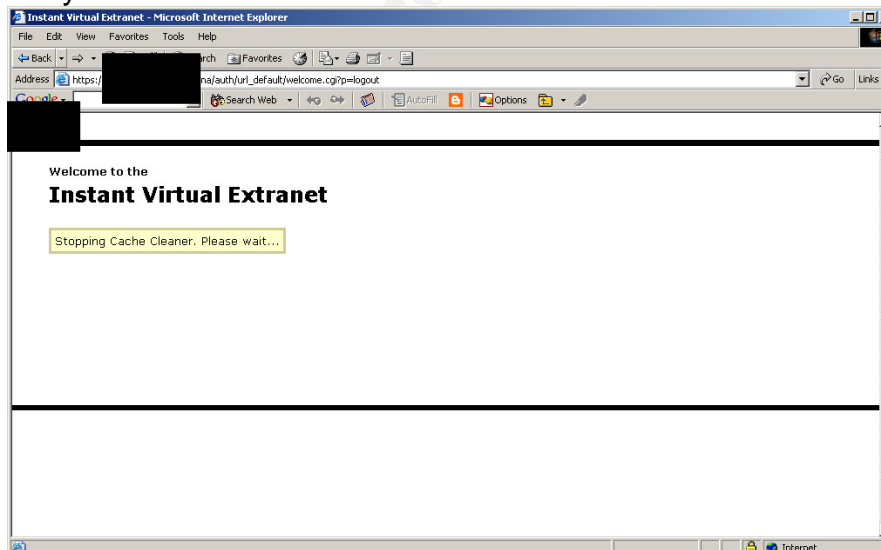 Instant Virtual Extranet - Microsoft Internet Explorer
File Edit View Favorites Tools Help
Back Favorites
Address https:/ na/auth/url_default/welcome.cgi?p=logout Go Links
Search Web AutoFill Options
Welcome to the
Instant Virtual Extranet
Stopping Cache Cleaner. Please wait...
Internet